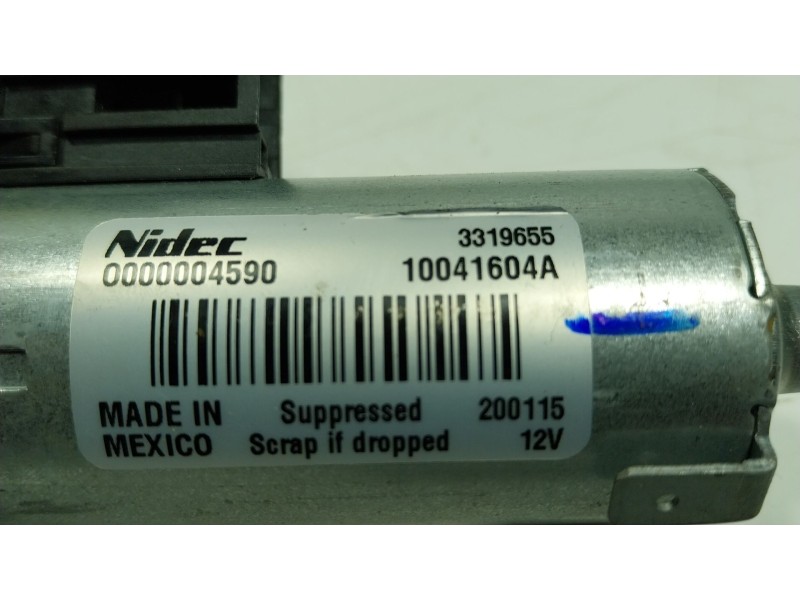 Nidec 3319655
0000004590 10041604A
MADE IN Suppressed 200115
MEXICO Scrap if dropped 12V